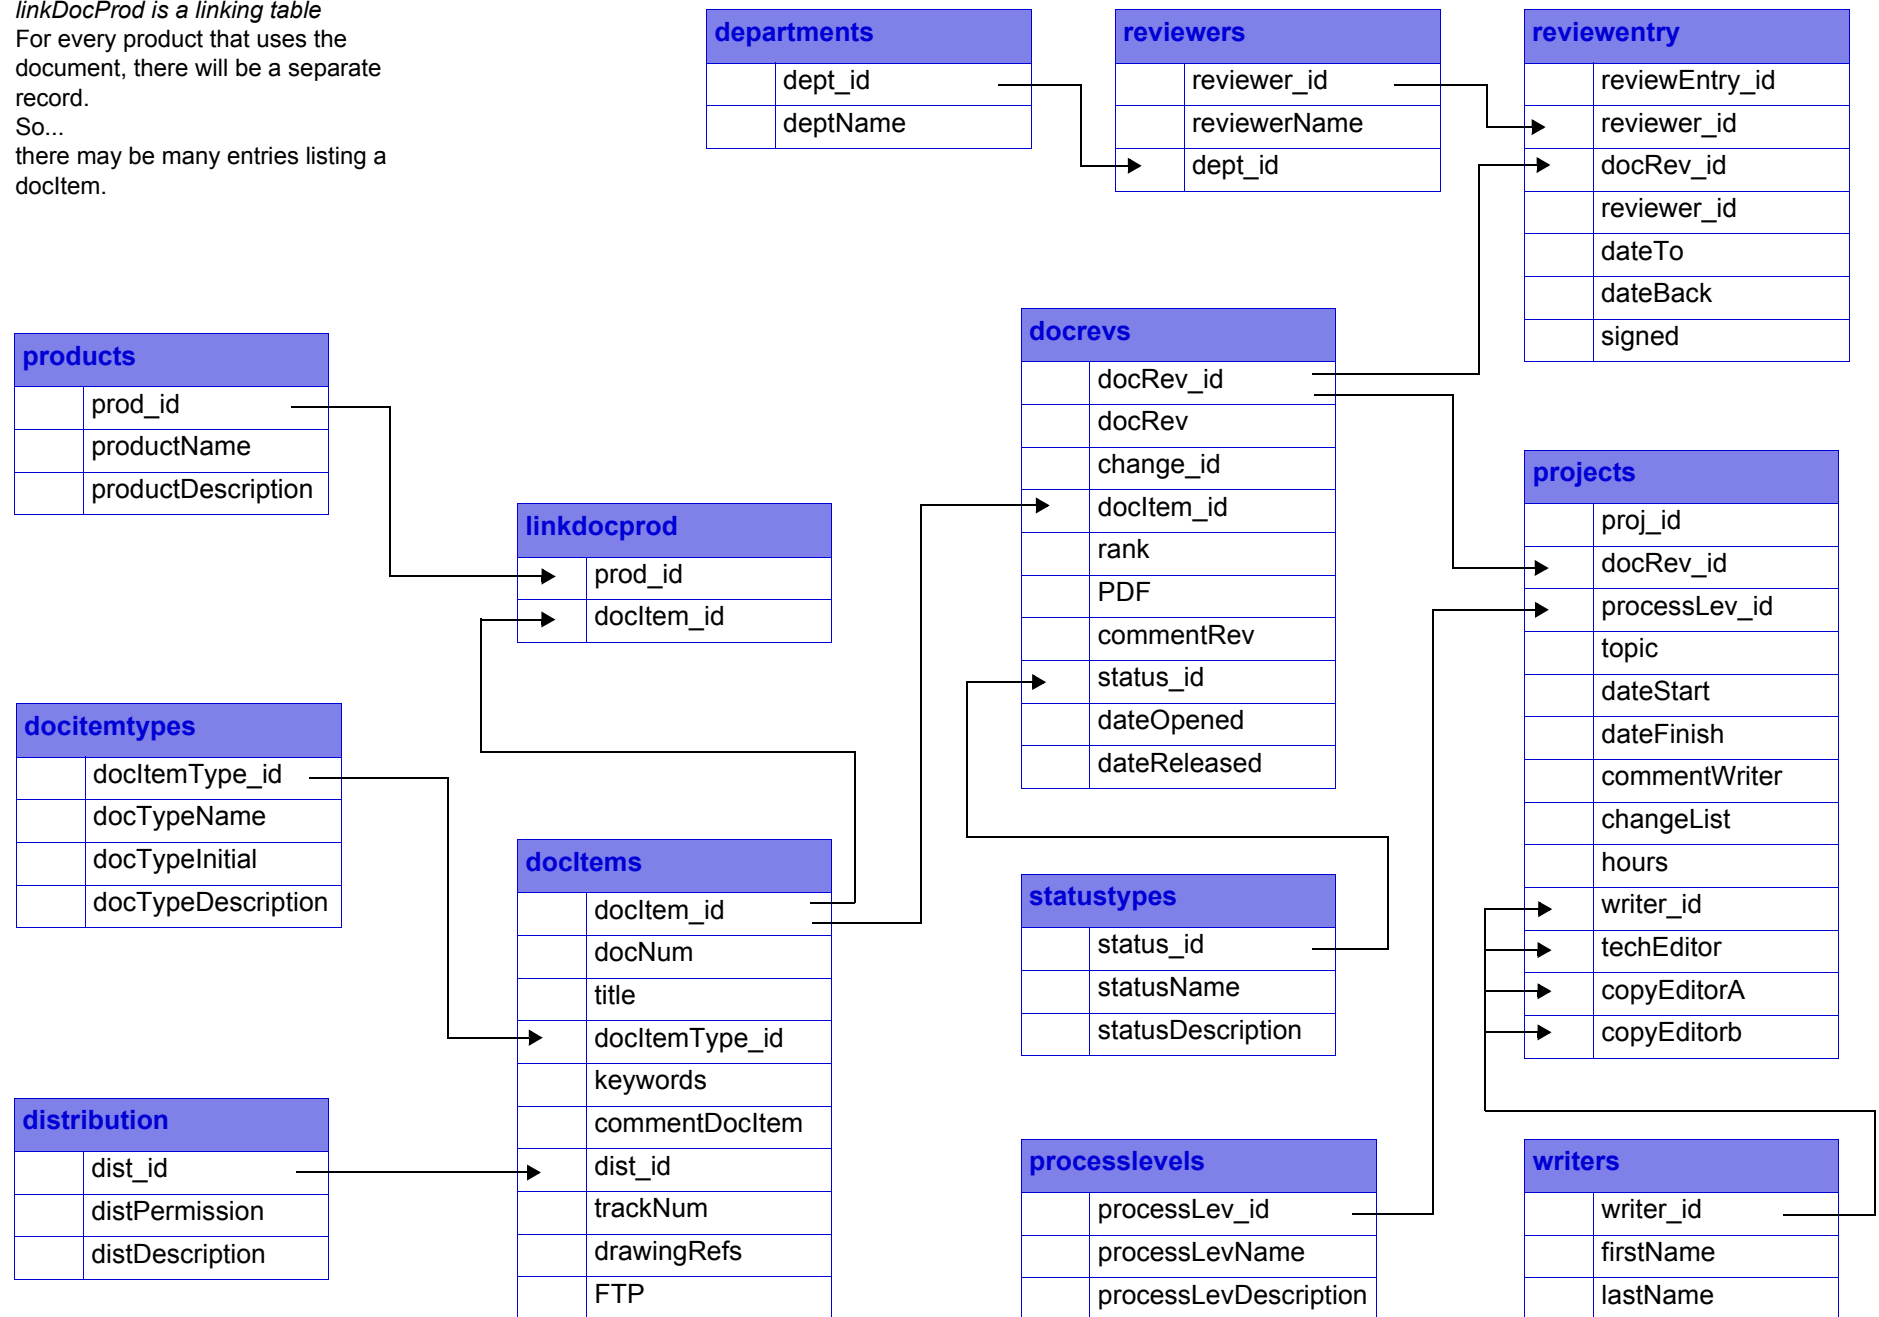 linkDocProd is a linking table
For every product that uses the
document, there will be a separate
record.
So...
there may be many entries listing a
docItem.
departments
dept_id
deptName
reviewers
reviewer_id
reviewerName
dept_id
reviewentry
reviewEntry_id
reviewer_id
docRev_id
reviewer_id
dateTo
dateBack
signed
products
prod_id
productName
productDescription
linkdocprod
prod_id
docItem_id
docrevs
docRev_id
docRev
change_id
docItem_id
rank
PDF
commentRev
status_id
dateOpened
dateReleased
projects
proj_id
docRev_id
processLev_id
topic
dateStart
dateFinish
commentWriter
changeList
hours
writer_id
techEditor
copyEditorA
copyEditorb
docitemtypes
docItemType_id
docTypeName
docTypeInitial
docTypeDescription
docItems
docItem_id
docNum
title
docItemType_id
keywords
commentDocItem
dist_id
trackNum
drawingRefs
FTP
statustypes
status_id
statusName
statusDescription
distribution
dist_id
distPermission
distDescription
processlevels
processLev_id
processLevName
processLevDescription
writers
writer_id
firstName
lastName